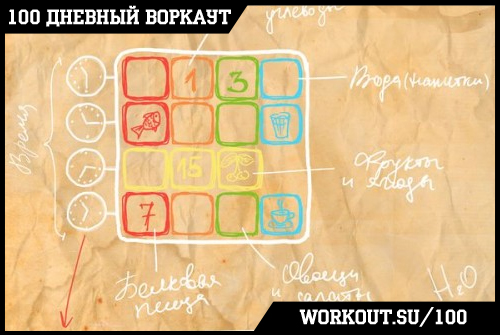 100 ДНЕВНЫЙ ВОРКАУТ
углеводы
1
3
Вода (напитки)
Время
15
Фрукты
и ягоды
7
Белковая
пища
Овощи
и салаты
H₂O
WORKOUT.SU/100